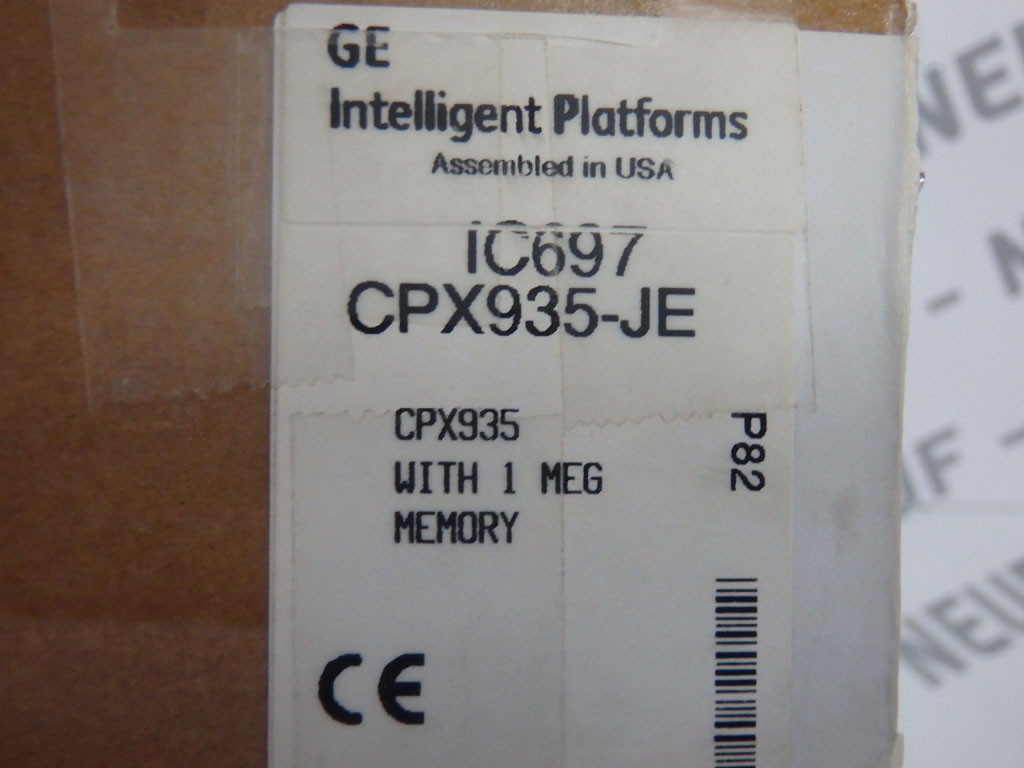 GE
Intelligent Platforms
Assembled in USA
IC697
CPX935-JE
CPX935
WITH 1 MEG
MEMORY
P82
CE